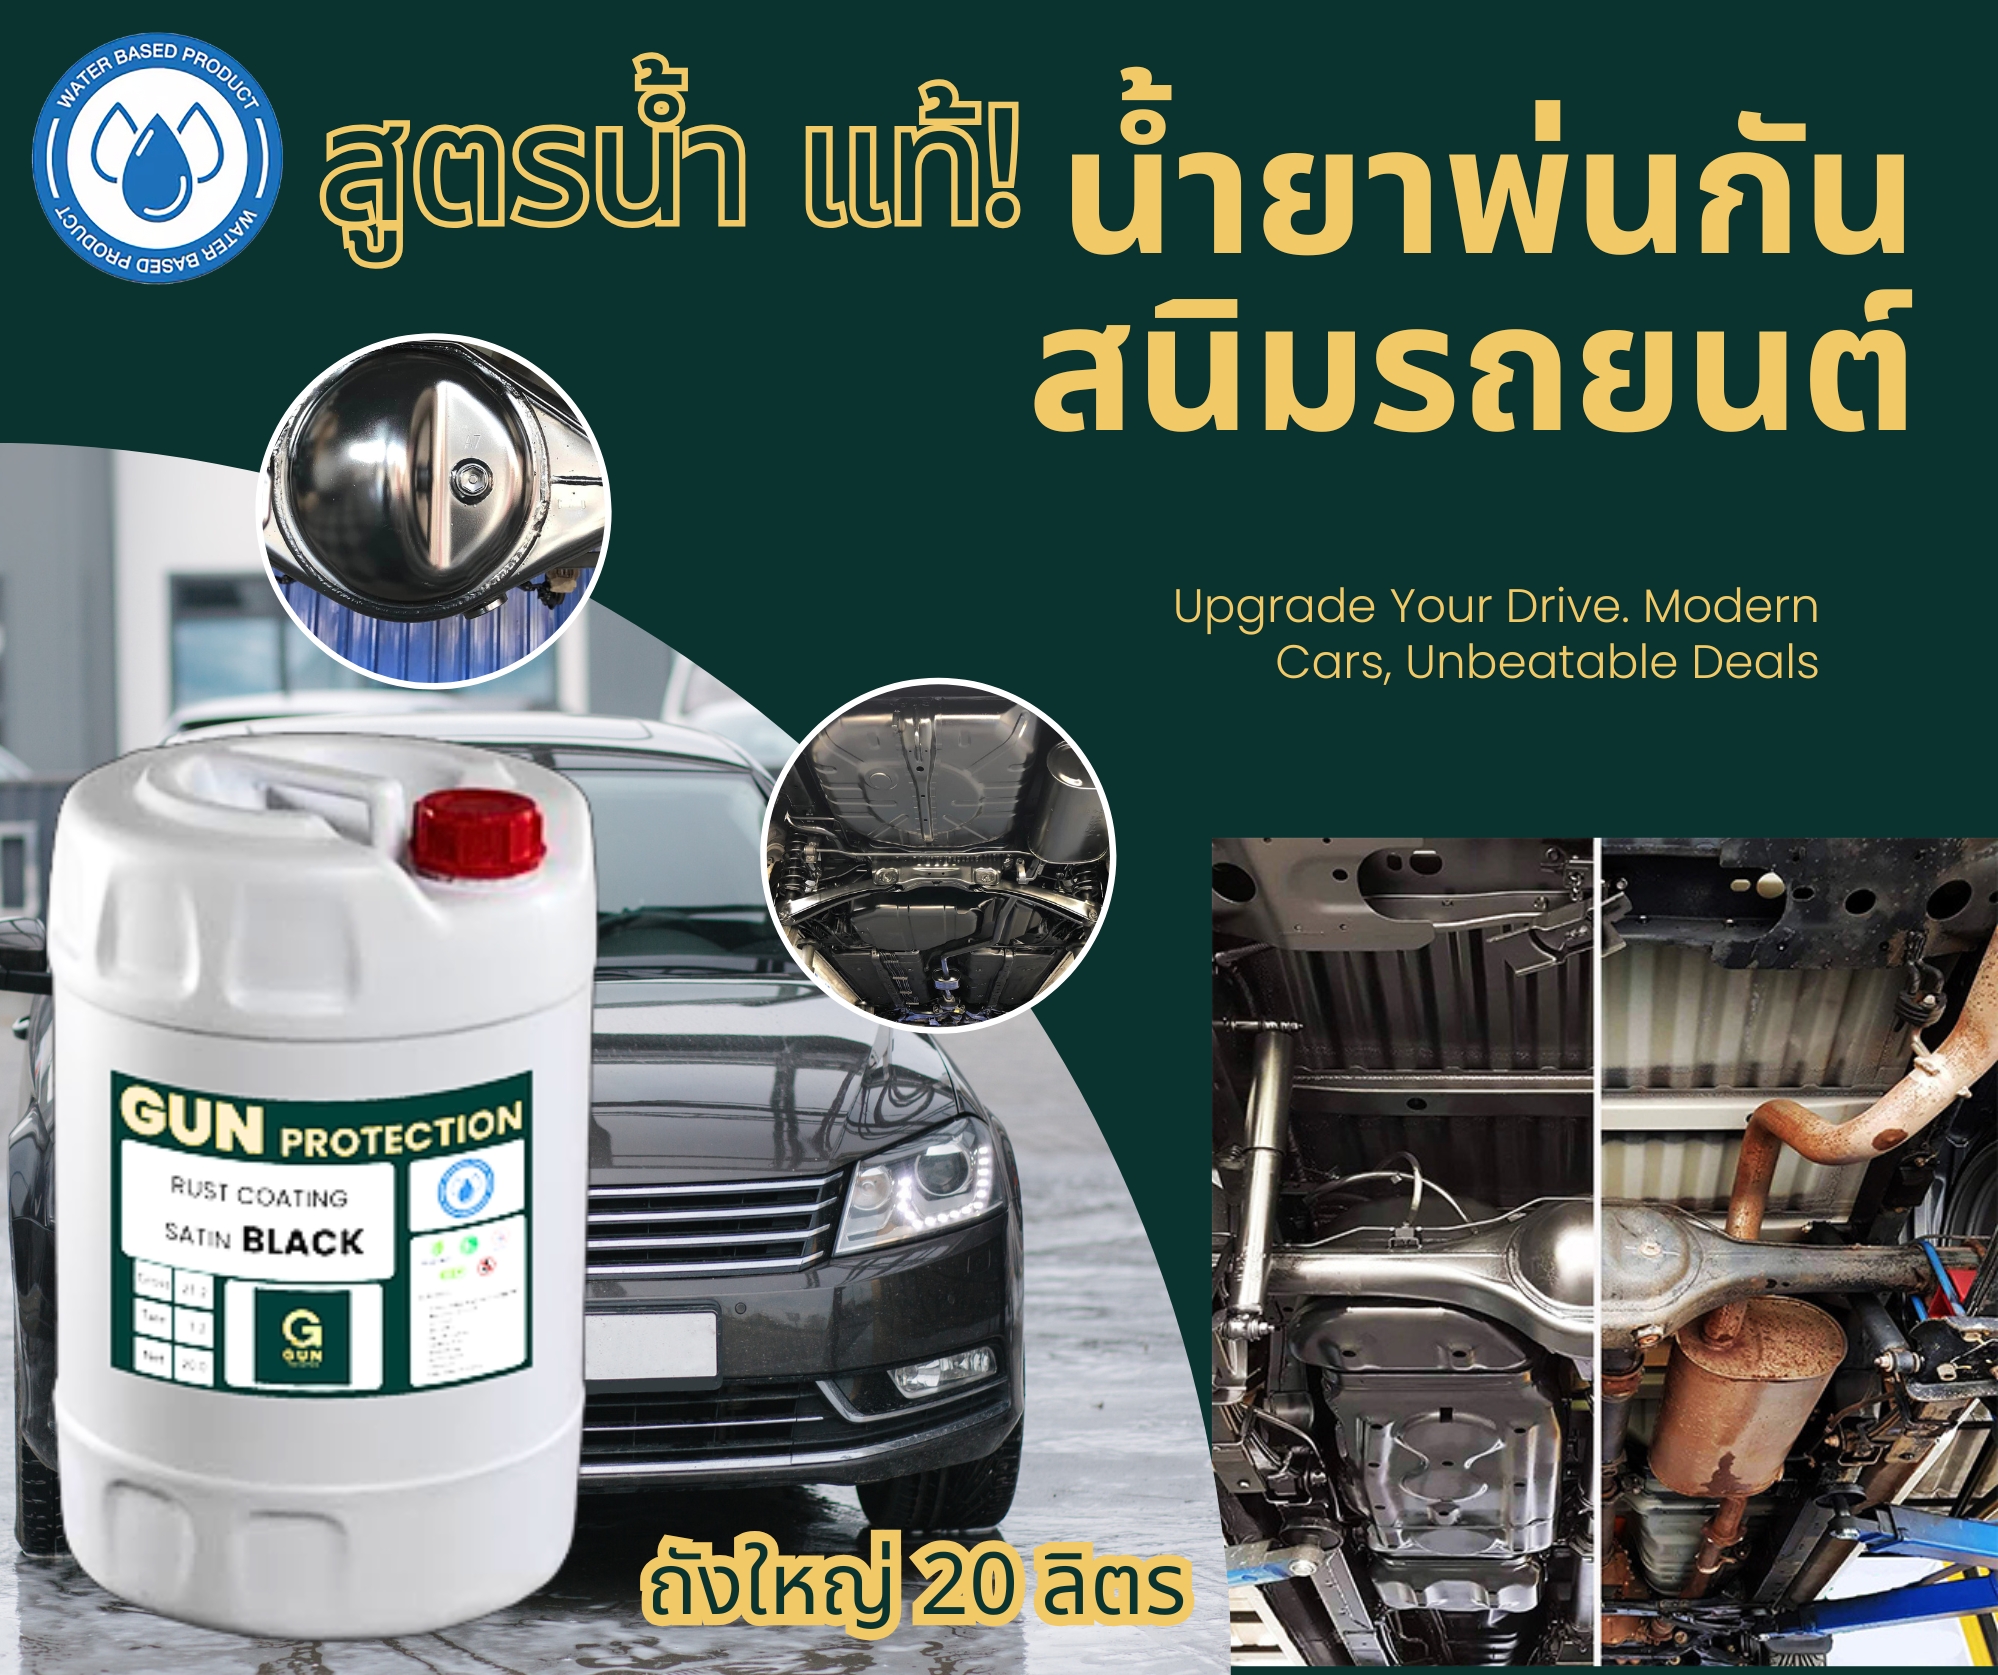 WATER BASED PRODUCT
WATER BASED PRODUCT
สูตรน้ำ แท้!
น้ำยาพ่นกัน
สนิมรถยนต์
Upgrade Your Drive. Modern
Cars, Unbeatable Deals
GUN PROTECTION
RUST COATING
SATIN BLACK
G
GUN
ถังใหญ่ 20 ลิตร